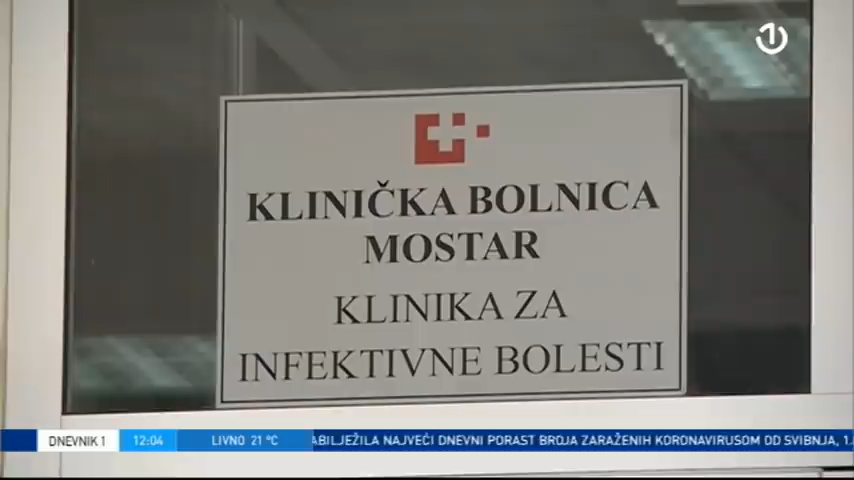 1
KLINIČKA BOLNICA
MOSTAR
KLINIKA ZA
INFEKTIVNE BOLESTI
DNEVNIK 1 12:04 LIVNO 21 °C NAJVEĆI DNEVNI PORAST BROJA ZARAŽENIH KORONAVIRUSOM OD SVIBNJA,